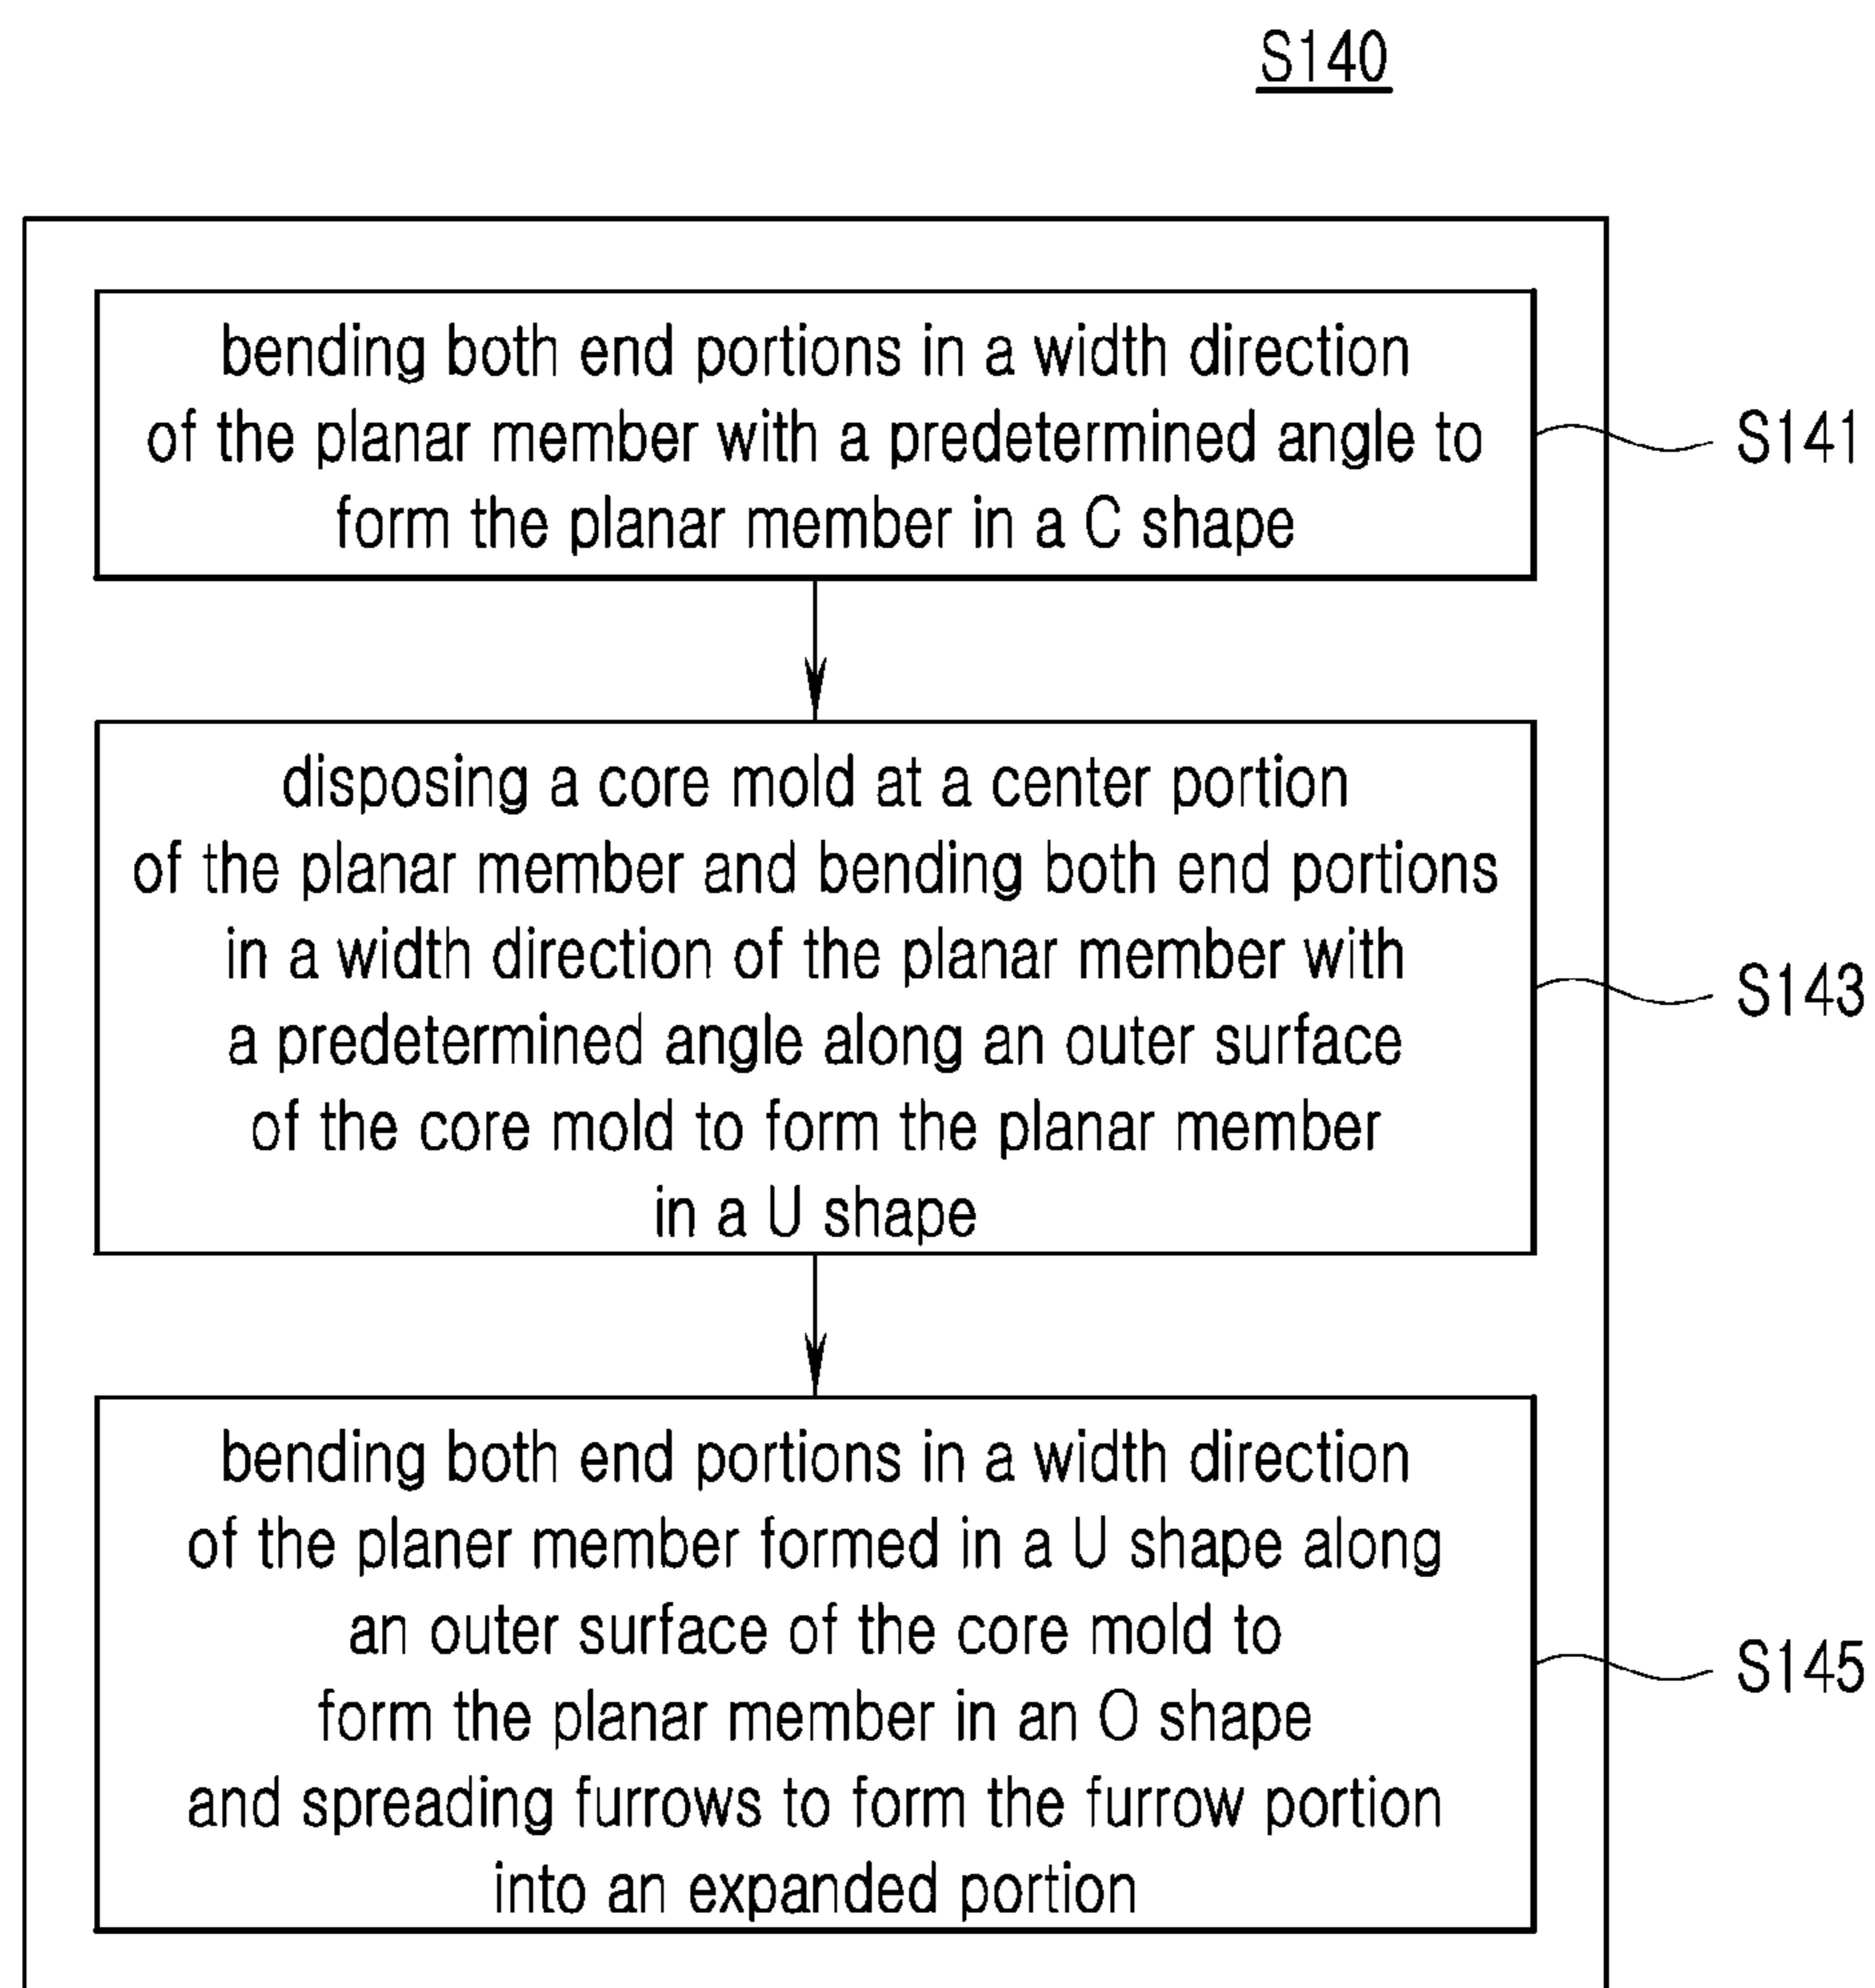 S140
bending both end portions in a width direction
of the planar member with a predetermined angle to
form the planar member in a C shape
S141
disposing a core mold at a center portion
of the planar member and bending both end portions
in a width direction of the planar member with
a predetermined angle along an outer surface
of the core mold to form the planar member
in a U shape
S143
bending both end portions in a width direction
of the planer member formed in a U shape along
an outer surface of the core mold to
form the planar member in an O shape
and spreading furrows to form the furrow portion
into an expanded portion
S145